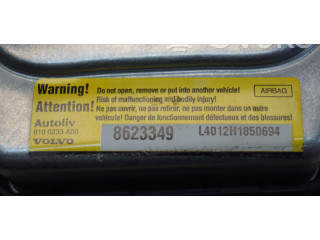 Warning!
Do not open, remove or put into another vehicle!
Risk of malfunctioning and bodily injury!
AIRBAG
Attention!
Ne pas ouvrir, ne pas retirer, ne pas monter dans un autre
vehicule! Danger de fonctionnement défectueux et des blessures!
Autoliv
610 0233 A00
VOLVO
8623349
L4012H1850694